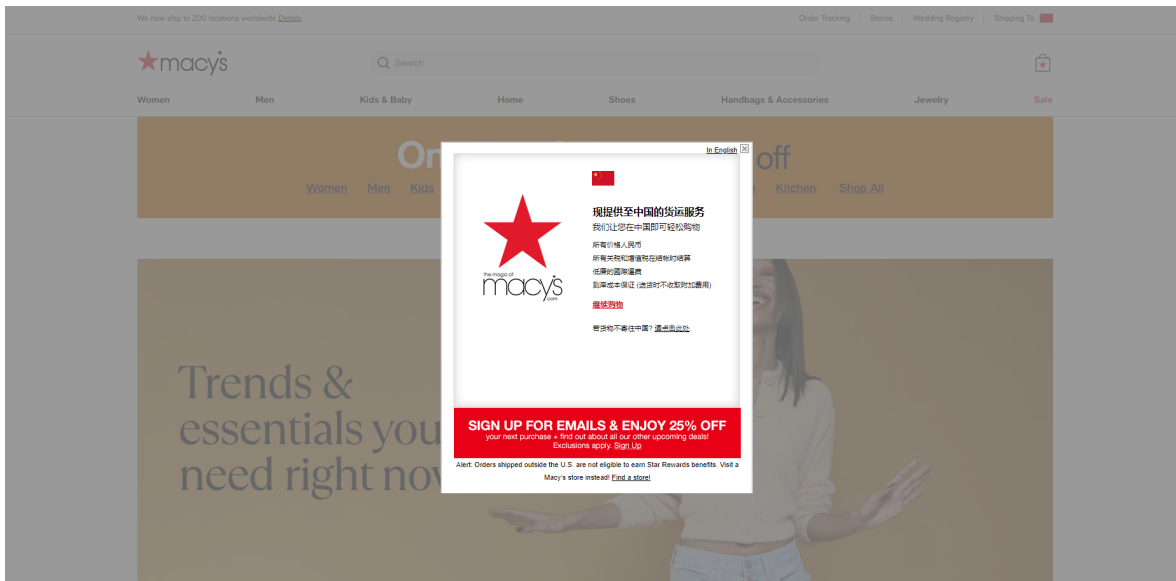 We now ship to 200 locations worldwide Details
Order Tracking
Stores
Wedding Registry
Shipping To
macy's
Search
Women
Men
Kids & Baby
Home
Shoes
Handbags & Accessories
Jewelry
Sale
off
Women
Men
Kids
Kitchen
Shop All
In English
现提供至中国的货运服务
我们让您在中国即可轻松购物
所有价格人民币
所有关税和增值税在结帐时结算
低廉的國際運费
到岸成本保证 (送货时不收取附加费用)
继续购物
若货物不寄往中国? 请点击此处
the magic of
macy's
.com
SIGN UP FOR EMAILS & ENJOY 25% OFF
your next purchase + find out about all our other upcoming deals!
Exclusions apply. Sign Up
Alert: Orders shipped outside the U.S. are not eligible to earn Star Rewards benefits. Visit a
Macy's store instead! Find a store!
Trends &
essentials you
need right